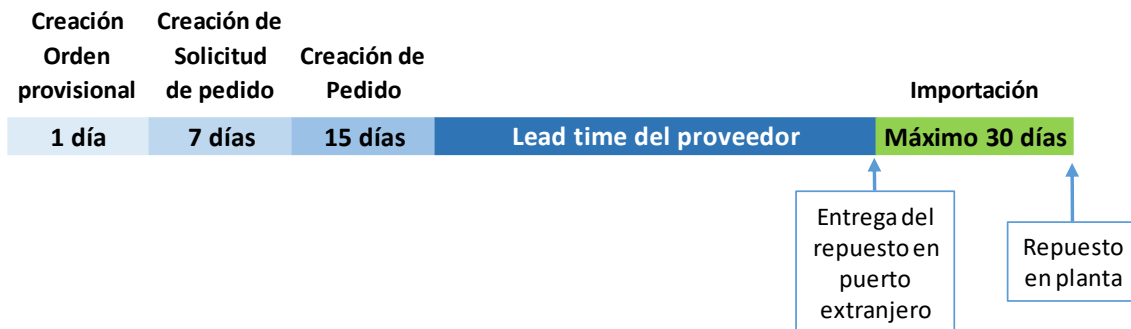 Creación
Orden
provisional
Creación de
Solicitud
de pedido
Creación de
Pedido
Importación
1 día
7 días
15 días
Lead time del proveedor
Máximo 30 días
Entrega del
repuesto en
puerto
extranjero
Repuesto
en planta